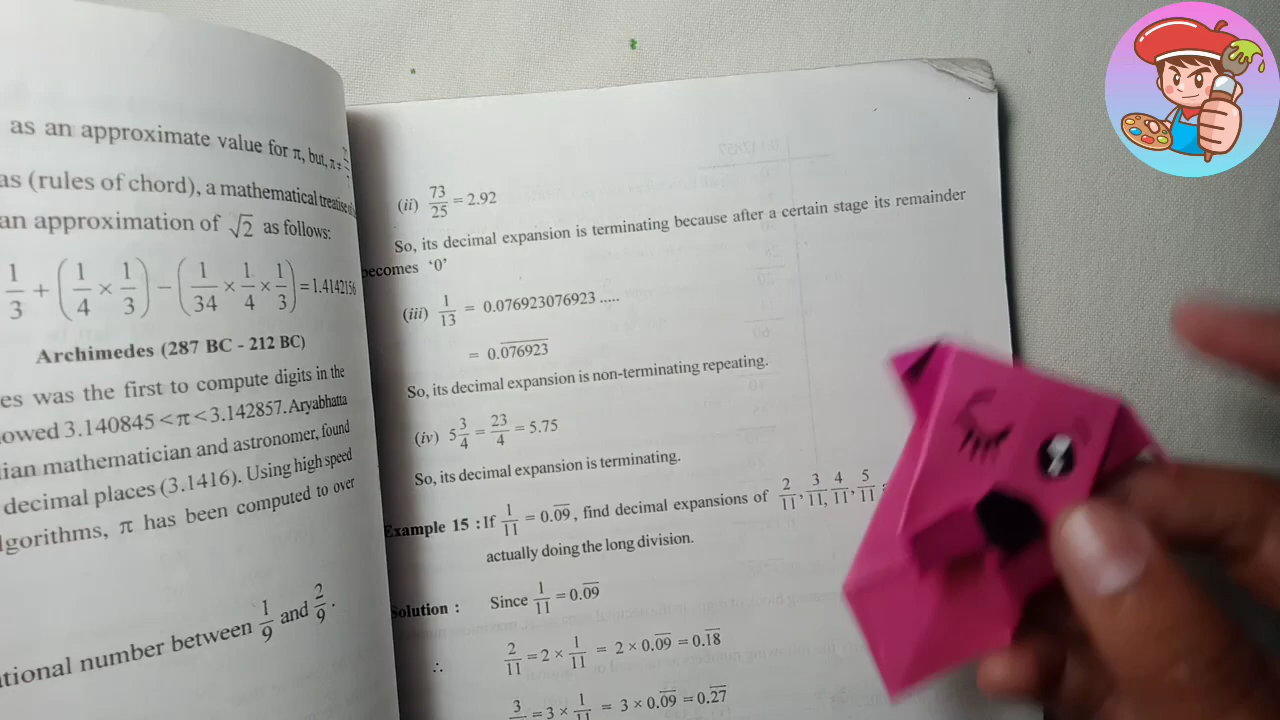 as an approximate value for π, but, π =
as (rules of chord), a mathematical treatise
an approximation of √2 as follows:
1/3 + (1/4 × 1/3) − (1/34 × 1/4 × 1/3) = 1.4142156
Archimedes (287 BC - 212 BC)
es was the first to compute digits in the
owed 3.140845 < π < 3.142857. Aryabhatta
ian mathematician and astronomer, found
decimal places (3.1416). Using high speed
lgorithms, π has been computed to over
tional number between 1/9 and 2/9.
(ii) 73/25 = 2.92
So, its decimal expansion is terminating because after a certain stage its remainder
becomes ‘0’
(iii) 1/13 = 0.076923076923 .....
= 0.\overline{076923}
So, its decimal expansion is non-terminating repeating.
(iv) 5 3/4 = 23/4 = 5.75
So, its decimal expansion is terminating.
Example 15 : If 1/11 = 0.\overline{09}, find decimal expansions of 2/11, 3/11, 4/11, 5/11
actually doing the long division.
Solution : Since 1/11 = 0.\overline{09}
∴ 2/11 = 2 × 1/11 = 2 × 0.\overline{09} = 0.\overline{18}
3/ = 3 × 1/11 = 3 × 0.\overline{09} = 0.\overline{27}